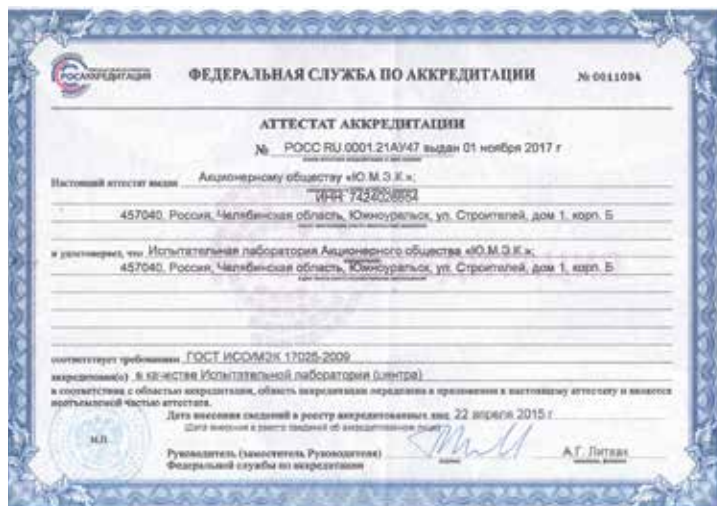 РОСАККРЕДИТАЦИЯ
ФЕДЕРАЛЬНАЯ СЛУЖБА ПО АККРЕДИТАЦИИ
№ 0011094
АТТЕСТАТ АККРЕДИТАЦИИ
№ РОСС RU.0001.21АУ47 выдан 01 ноября 2017 г
Настоящий аттестат выдан Акционерному обществу «Ю.М.Э.К.»;
ИНН
457040, Россия, Челябинская область, Южноуральск, ул. Строителей, дом 1, корп. Б
и удостоверяет, что Испытательная лаборатория Акционерного общества «Ю.М.Э.К.»;
457040, Россия, Челябинская область, Южноуральск, ул. Строителей, дом 1, корп. Б
соответствует требованиям ГОСТ ИСО/МЭК 17025-2009
аккредитован(о) в качестве Испытательной лаборатории (центра)
в соответствии с областью аккредитации, область аккредитации определена в приложении к настоящему аттестату и является
неотъемлемой частью аттестата.
Дата внесения сведений в реестр аккредитованных лиц 22 апреля 2015 г
М.П.
Руководитель (заместитель Руководителя)
Федеральной службы по аккредитации
А.Г. Литвак